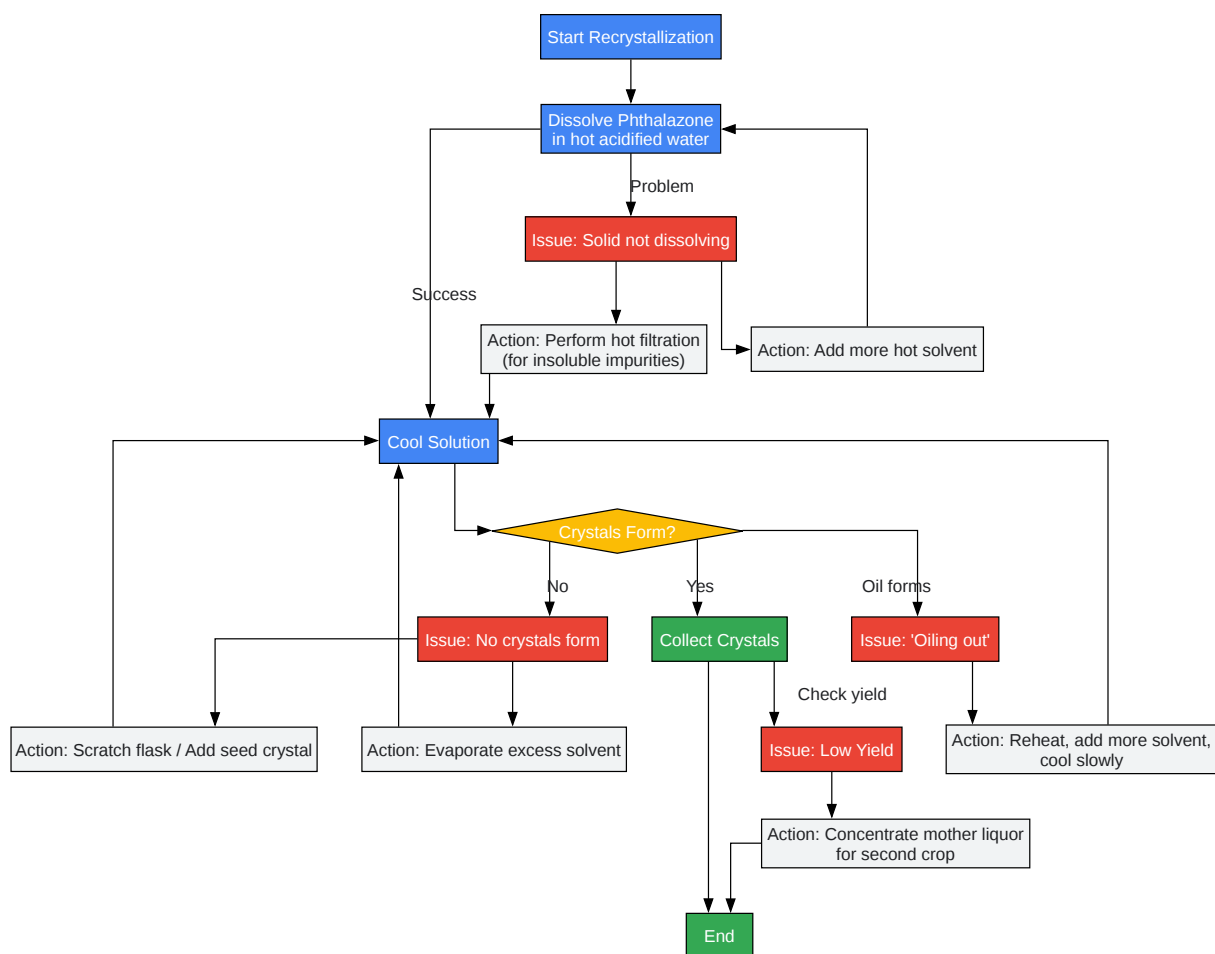 Start Recrystallization
Dissolve Phthalazone
in hot acidified water
Problem
Issue: Solid not dissolving
Success
Action: Perform hot filtration
(for insoluble impurities)
Action: Add more hot solvent
Cool Solution
Crystals Form?
No
Yes
Oil forms
Issue: No crystals form
Collect Crystals
Issue: 'Oiling out'
Check yield
Action: Scratch flask / Add seed crystal
Action: Evaporate excess solvent
Issue: Low Yield
Action: Reheat, add more solvent,
cool slowly
Action: Concentrate mother liquor
for second crop
End